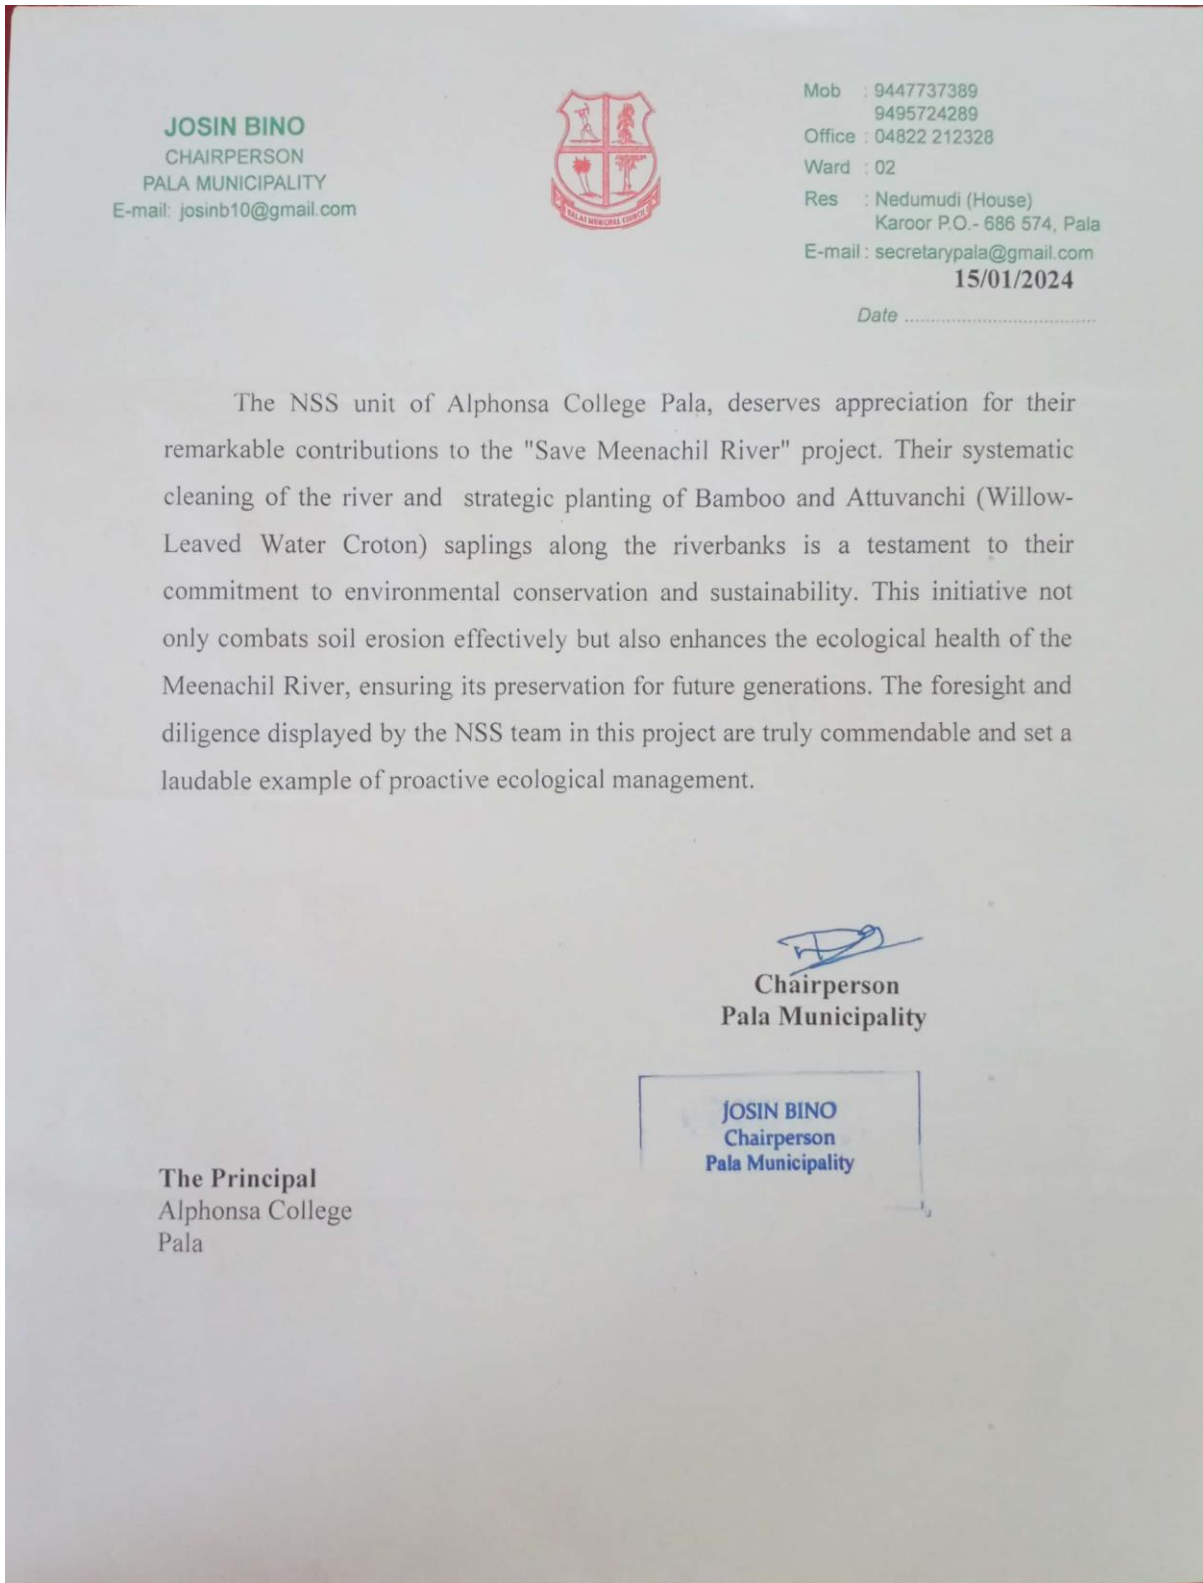 JOSIN BINO
CHAIRPERSON
PALA MUNICIPALITY
E-mail: josinb10@gmail.com
PALAI MUNICIPAL COUNCIL
Mob : 9447737389
9495724289
Office : 04822 212328
Ward : 02
Res : Nedumudi (House)
Karoor P.O.- 686 574, Pala
E-mail : secretarypala@gmail.com
15/01/2024
Date ....................................
The NSS unit of Alphonsa College Pala, deserves appreciation for their
remarkable contributions to the "Save Meenachil River" project. Their systematic
cleaning of the river and strategic planting of Bamboo and Attuvanchi (Willow-
Leaved Water Croton) saplings along the riverbanks is a testament to their
commitment to environmental conservation and sustainability. This initiative not
only combats soil erosion effectively but also enhances the ecological health of the
Meenachil River, ensuring its preservation for future generations. The foresight and
diligence displayed by the NSS team in this project are truly commendable and set a
laudable example of proactive ecological management.
Chairperson
Pala Municipality
JOSIN BINO
Chairperson
Pala Municipality
The Principal
Alphonsa College
Pala